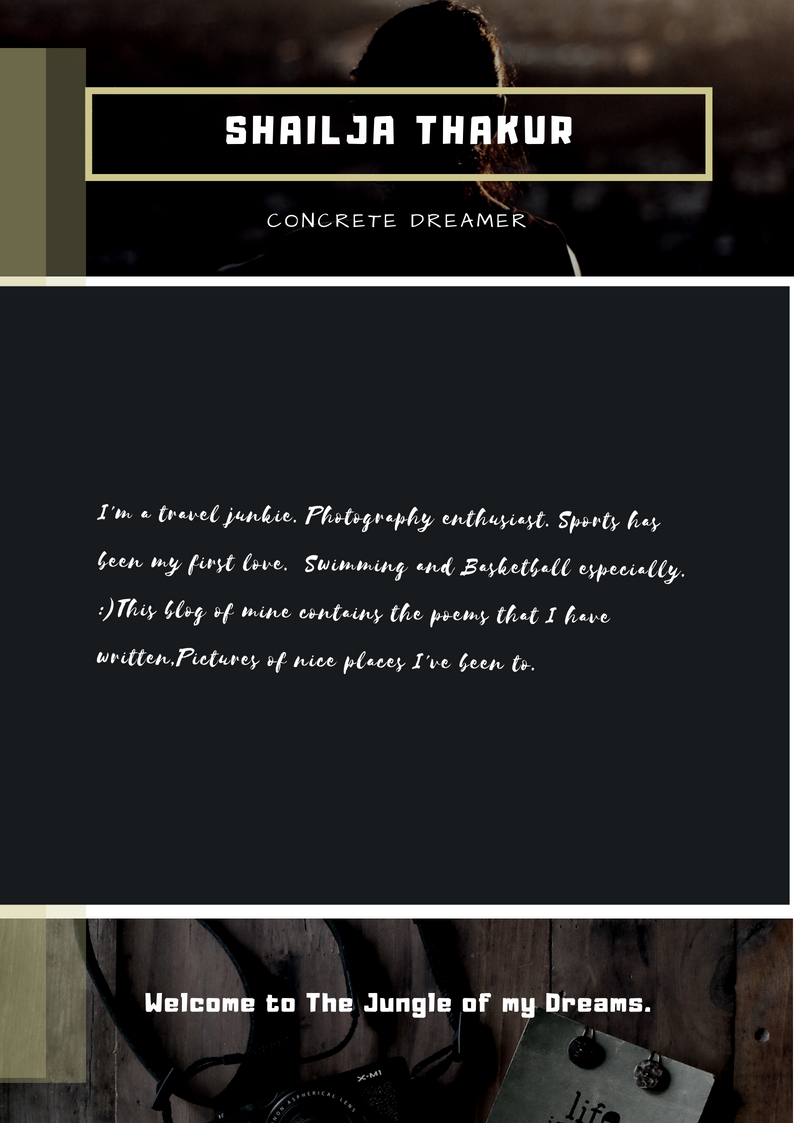 SHAILJA THAKUR
CONCRETE DREAMER
I'm a travel junkie. Photography enthusiast. Sports has
been my first love. Swimming and Basketball especially.
:)This blog of mine contains the poems that I have
written,Pictures of nice places I've been to.
Welcome to The Jungle of my Dreams.
X-M1
ASPHERICAL LENS
life